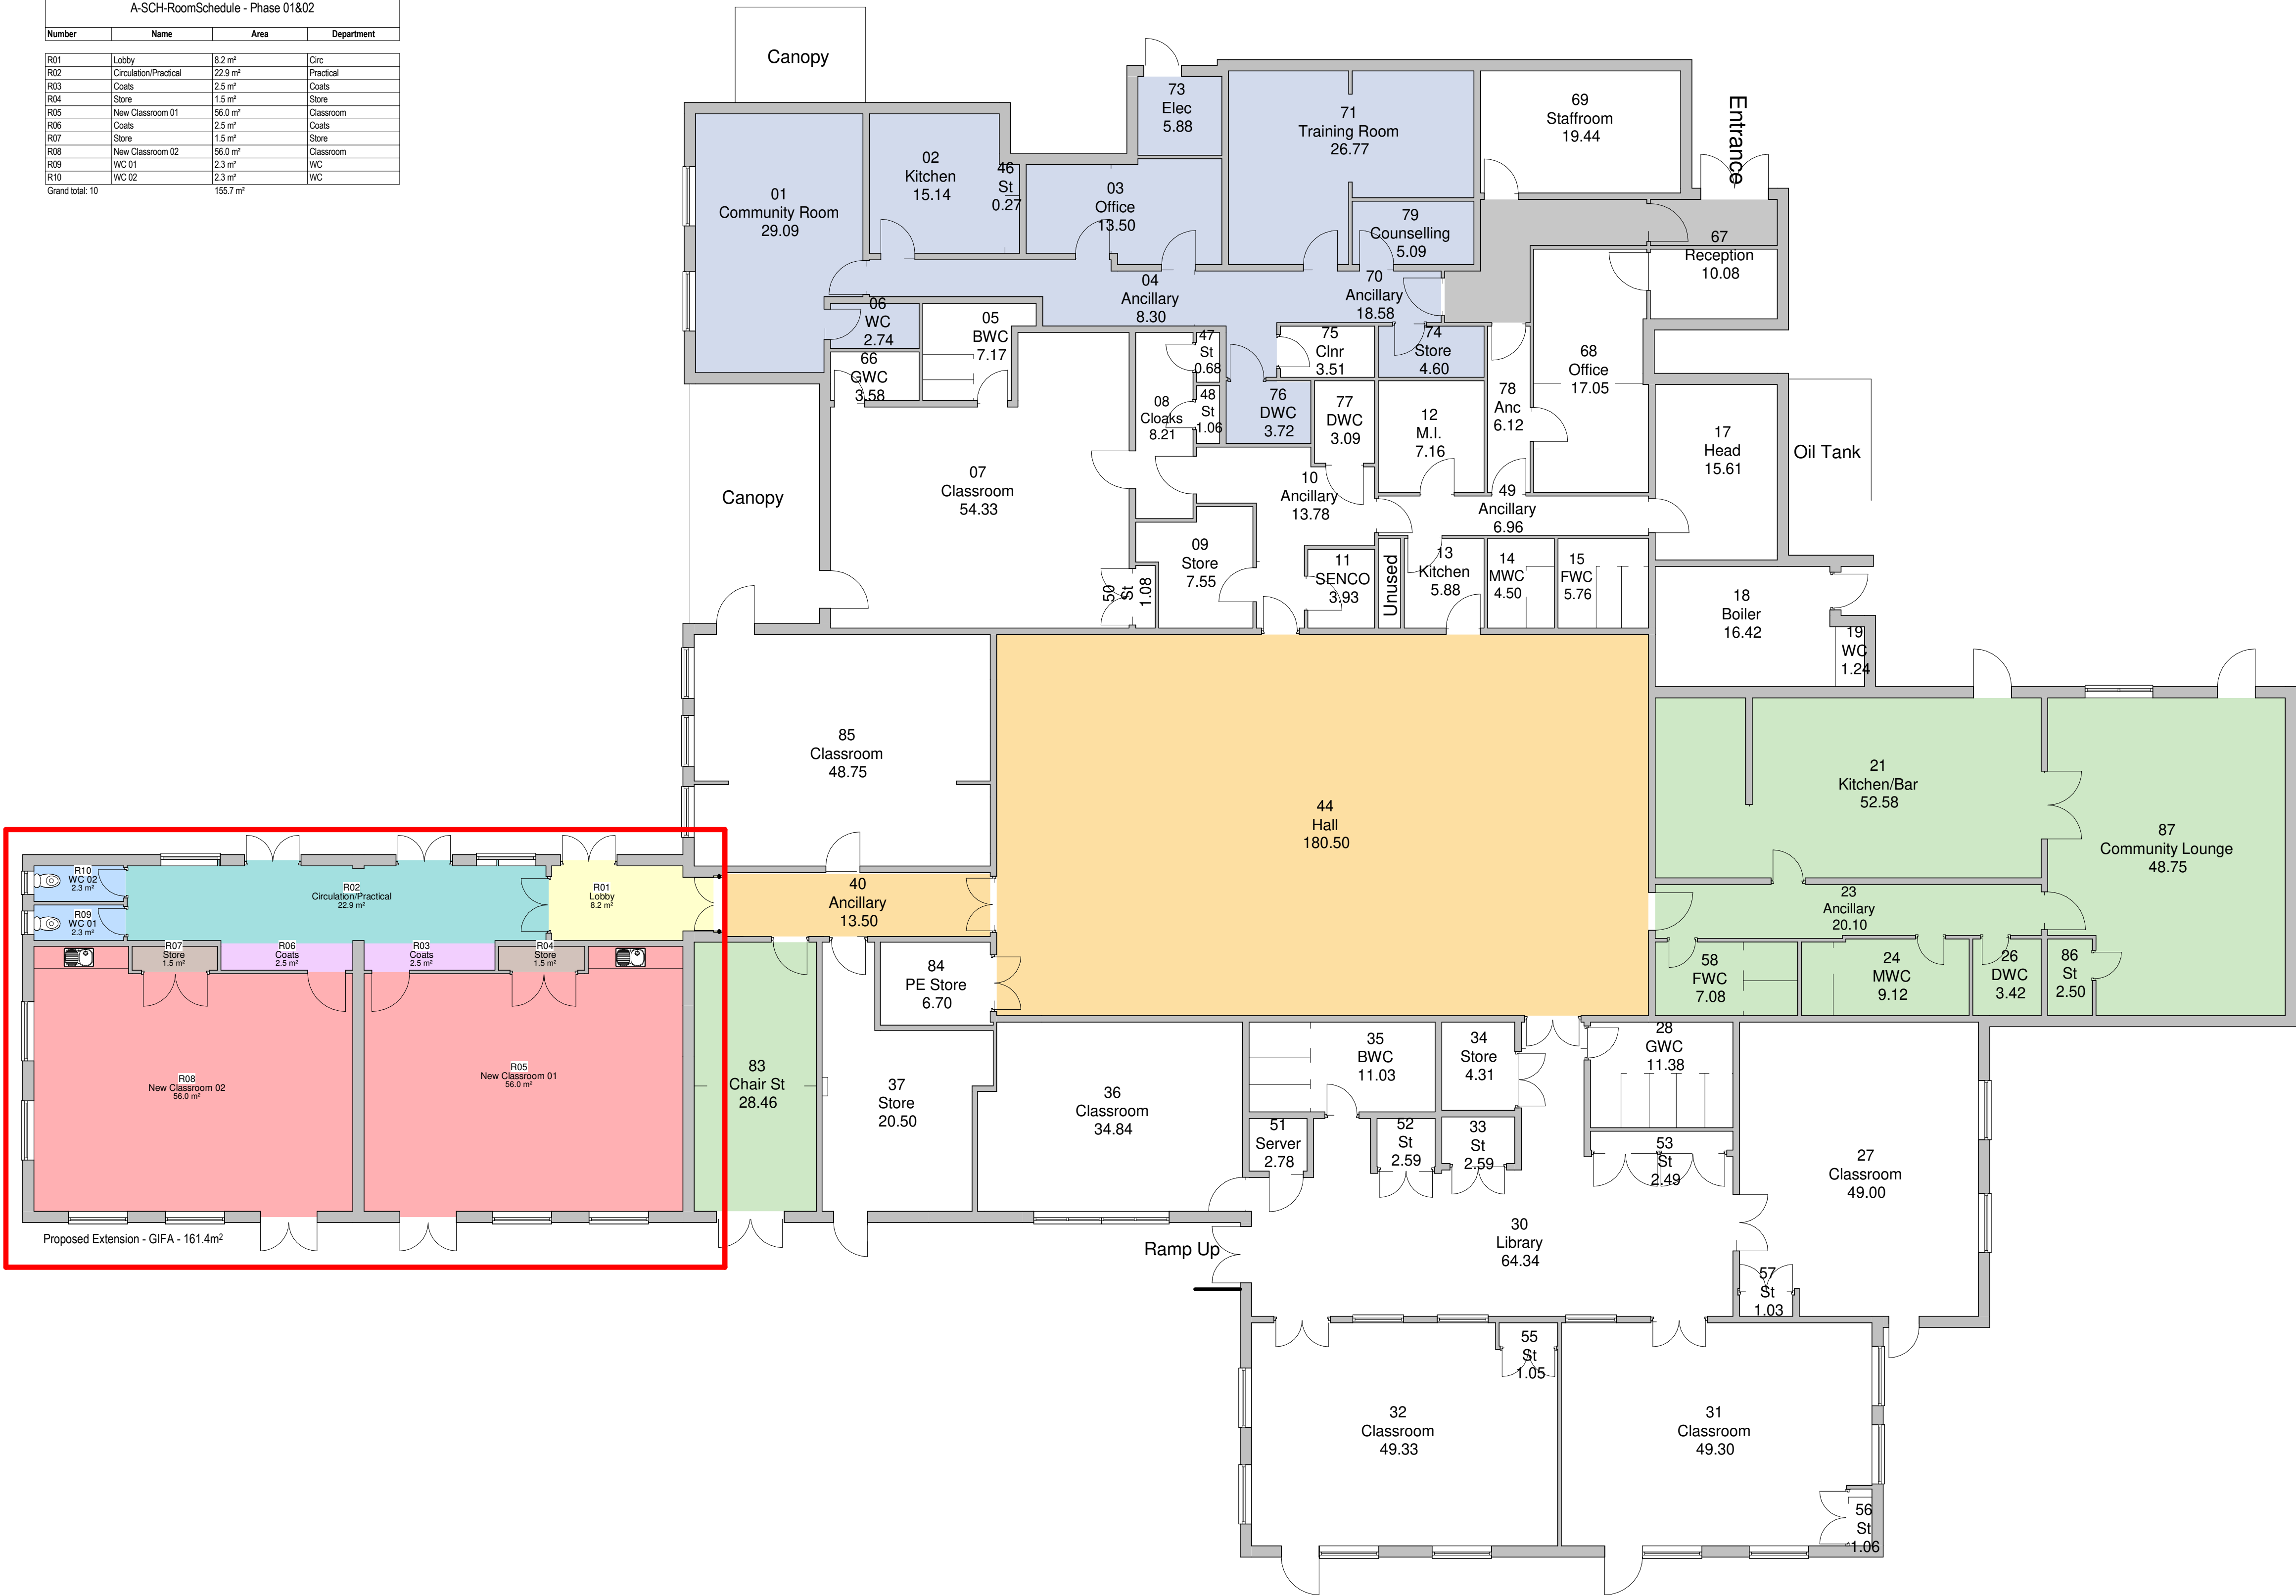 A-SCH-RoomSchedule - Phase 01&02
Number Name Area Department
R01 Lobby 8.2 m² Circ
R02 Circulation/Practical 22.9 m² Practical
R03 Coats 2.5 m² Coats
R04 Store 1.5 m² Store
R05 New Classroom 01 56.0 m² Classroom
R06 Coats 2.5 m² Coats
R07 Store 1.5 m² Store
R08 New Classroom 02 56.0 m² Classroom
R09 WC 01 2.3 m² WC
R10 WC 02 2.3 m² WC
Grand total: 10 155.7 m²
Canopy
73
Elec
5.88
71
Training Room
26.77
69
Staffroom
19.44
Entrance
01
Community Room
29.09
02
Kitchen
15.14
46
St
0.27
03
Office
13.50
79
Counselling
5.09
67
Reception
10.08
04
Ancillary
8.30
70
Ancillary
18.58
06
WC
2.74
05
BWC
7.17
66
GWC
3.58
47
St
0.68
75
Clnr
3.51
74
Store
4.60
68
Office
17.05
08
Cloaks
8.21
48
St
1.06
76
DWC
3.72
77
DWC
3.09
12
M.I.
7.16
78
Anc
6.12
17
Head
15.61
Oil Tank
Canopy
07
Classroom
54.33
10
Ancillary
13.78
49
Ancillary
6.96
50
St
1.08
09
Store
7.55
11
SENCO
3.93
Unused
13
Kitchen
5.88
14
MWC
4.50
15
FWC
5.76
18
Boiler
16.42
19
WC
1.24
85
Classroom
48.75
44
Hall
180.50
21
Kitchen/Bar
52.58
87
Community Lounge
48.75
R10
WC 02
2.3 m²
R09
WC 01
2.3 m²
R02
Circulation/Practical
22.9 m²
R01
Lobby
8.2 m²
40
Ancillary
13.50
23
Ancillary
20.10
R07
Store
1.5 m²
R06
Coats
2.5 m²
R03
Coats
2.5 m²
R04
Store
1.5 m²
84
PE Store
6.70
58
FWC
7.08
24
MWC
9.12
26
DWC
3.42
86
St
2.50
R08
New Classroom 02
56.0 m²
R05
New Classroom 01
56.0 m²
83
Chair St
28.46
37
Store
20.50
36
Classroom
34.84
35
BWC
11.03
34
Store
4.31
28
GWC
11.38
51
Server
2.78
52
St
2.59
33
St
2.59
53
St
2.49
27
Classroom
49.00
Proposed Extension - GIFA - 161.4m²
Ramp Up
30
Library
64.34
57
St
1.03
55
St
1.05
32
Classroom
49.33
31
Classroom
49.30
56
St
1.06